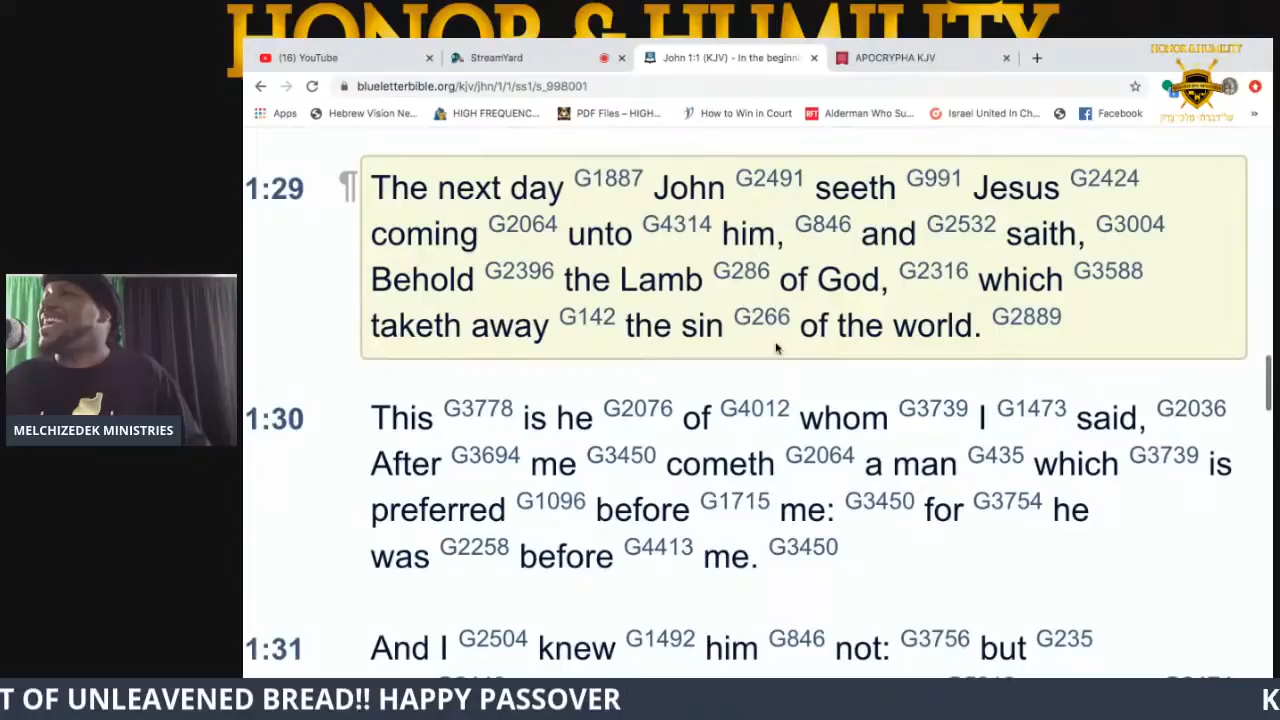 HONOR & HUMILITY
(16) YouTube
StreamYard
John 1:1 (KJV) - In the beginni
APOCRYPHA KJV
HONOR & HUMILITY
blueletterbible.org/kjv/jhn/1/1/ss1/s_998001
Apps
Hebrew Vision Ne...
HIGH FREQUENC...
PDF Files – HIGH...
How to Win in Court
Alderman Who Su...
Israel United In Ch...
Facebook
1:29 ¶ The next day G1887 John G2491 seeth G991 Jesus G2424
coming G2064 unto G4314 him, G846 and G2532 saith, G3004
Behold G2396 the Lamb G286 of God, G2316 which G3588
taketh away G142 the sin G266 of the world. G2889
1:30 This G3778 is he G2076 of G4012 whom G3739 I G1473 said, G2036
After G3694 me G3450 cometh G2064 a man G435 which G3739 is
preferred G1096 before G1715 me: G3450 for G3754 he
was G2258 before G4413 me. G3450
1:31 And I G2504 knew G1492 him G846 not: G3756 but G235
MELCHIZEDEK MINISTRIES
T OF UNLEAVENED BREAD!! HAPPY PASSOVER
K